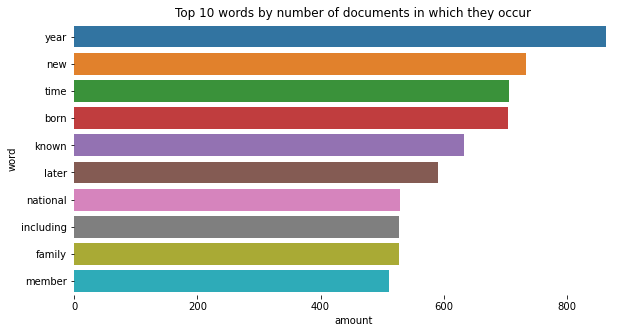 Top 10 words by number of documents in which they occur
word
year
new
time
born
known
later
national
including
family
member
0 200 400 600 800
amount